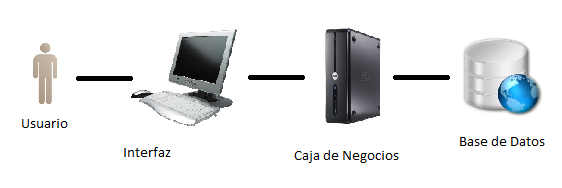 Usuario
Interfaz
Caja de Negocios
Base de Datos